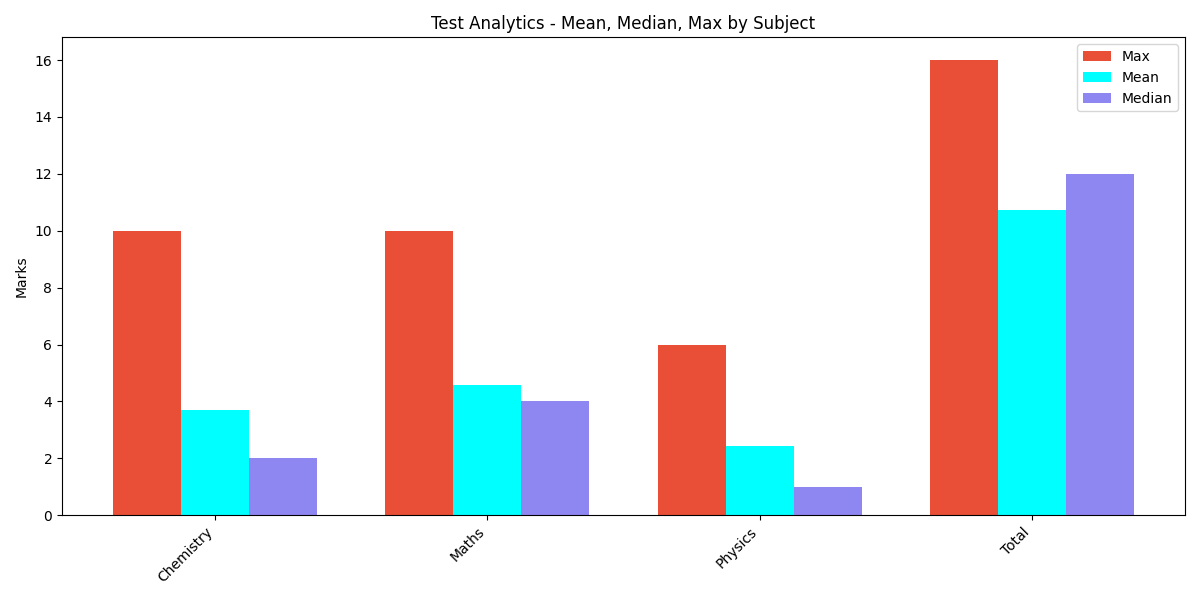 Test Analytics - Mean, Median, Max by Subject
Max
Mean
Median
Marks
16
14
12
10
8
6
4
2
0
Chemistry
Maths
Physics
Total